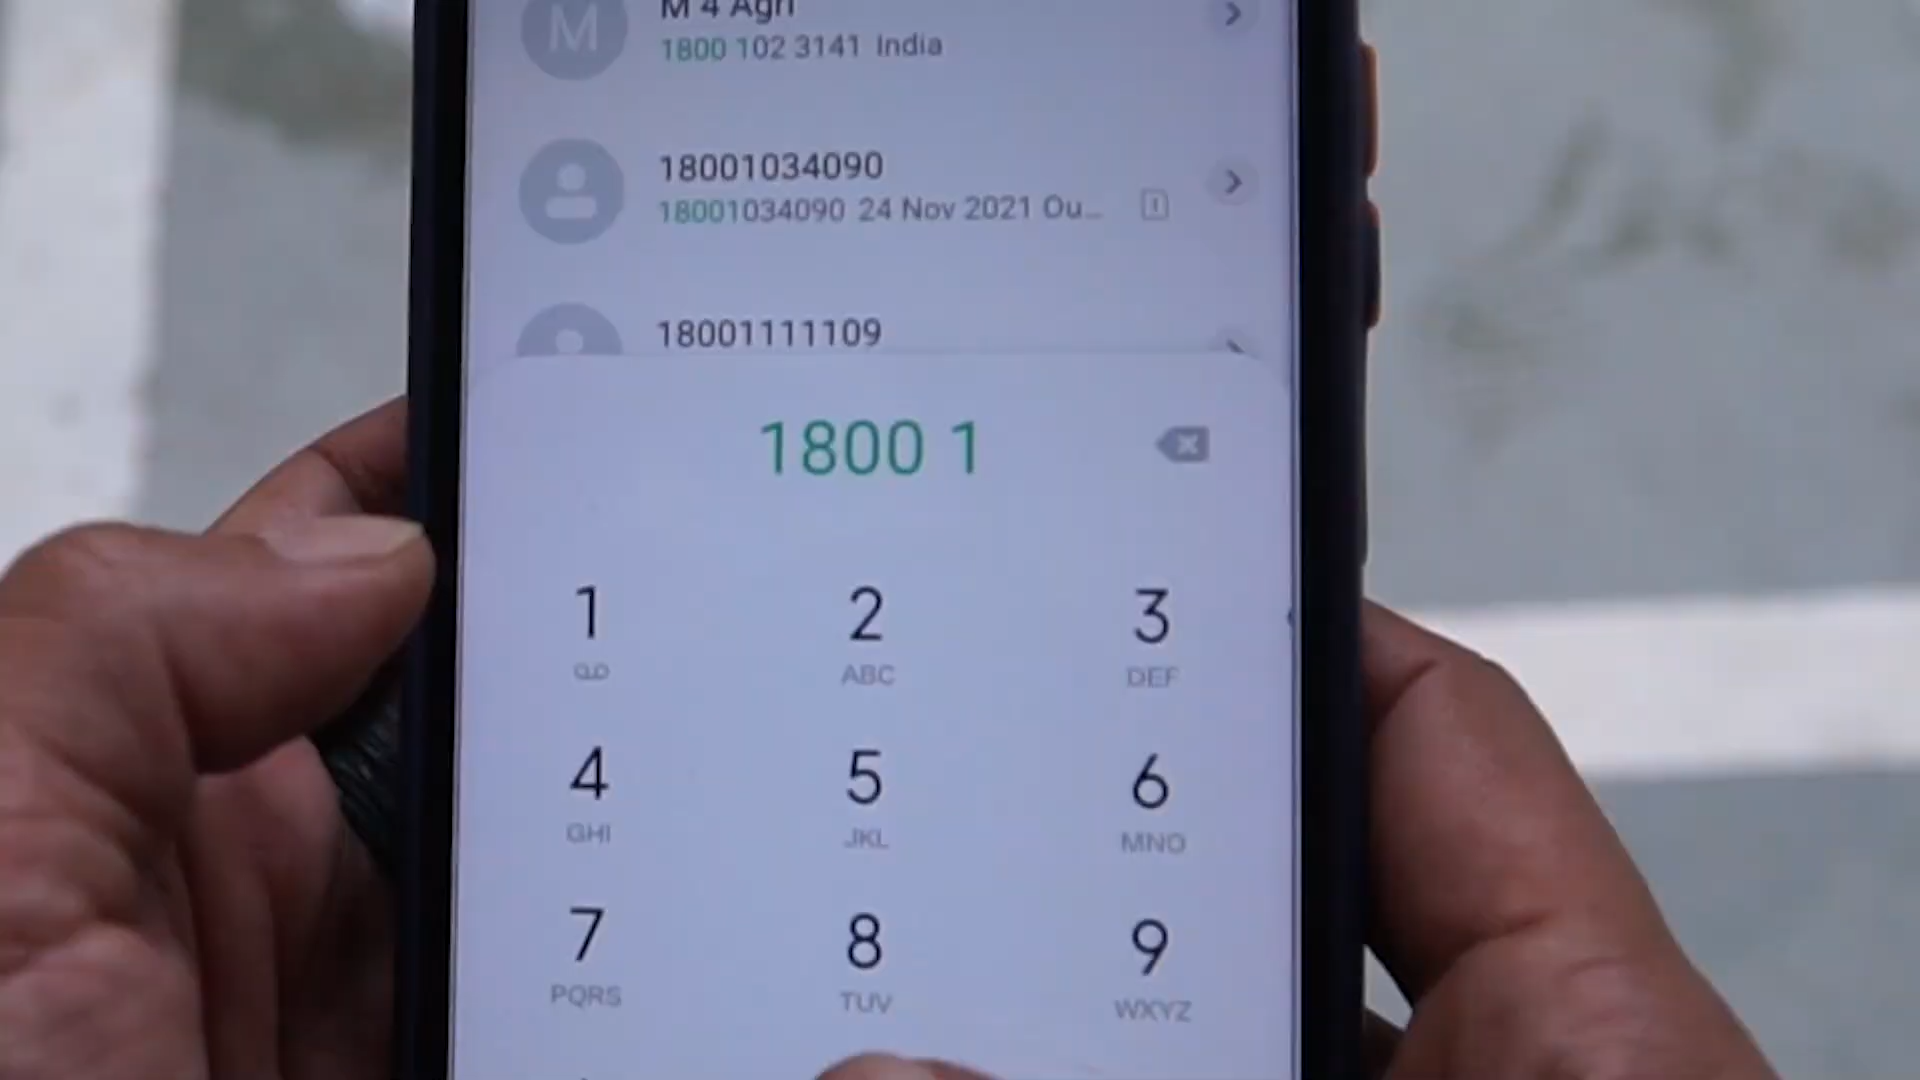 M 4 Agri
1800 102 3141 India
M
18001034090
18001034090 24 Nov 2021 Ou...
1
18001111109
1800 1
1 2 3
ABC DEF
4 5 6
GHI JKL MNO
7 8 9
PQRS TUV WXYZ